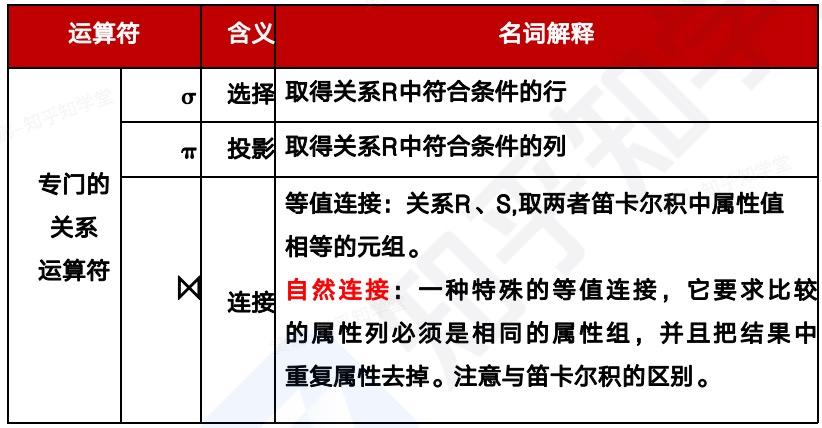 运算符 含义 名词解释
专门的
关系
运算符
σ 选择 取得关系R中符合条件的行
π 投影 取得关系R中符合条件的列
⋈ 连接
等值连接：关系R、S,取两者笛卡尔积中属性值
相等的元组。
自然连接：一种特殊的等值连接，它要求比较
的属性列必须是相同的属性组，并且把结果中
重复属性去掉。注意与笛卡尔积的区别。
知乎知学堂